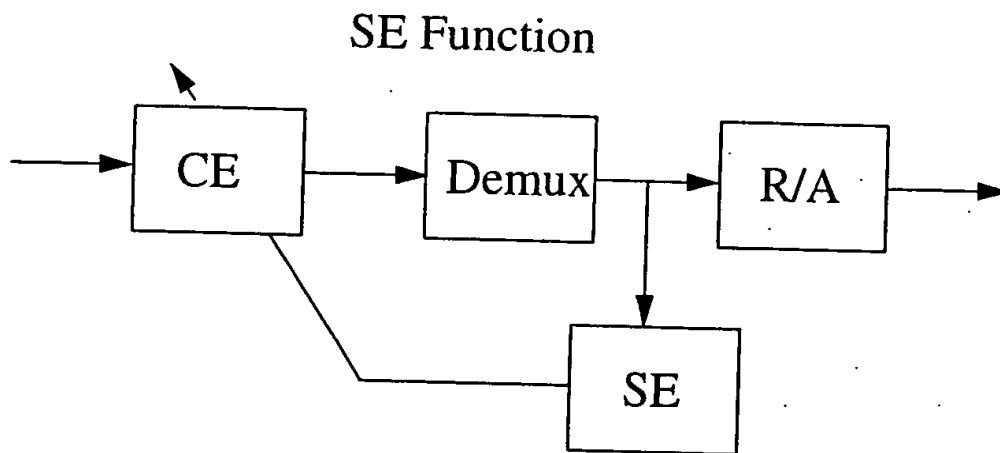 SE Function
CE
Demux
R/A
SE